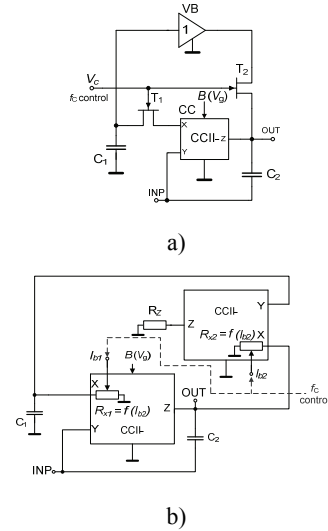 VB
1
T2
Vc
fC control
T1
B(Vg)
CC
X
CCII-
Z
OUT
Y
C1
C2
INP
a)
CCII-
Y
RZ
Z
Rx2 = f (Ib2)
X
Ib1
B(Vg)
Ib2
fC
contro
OUT
X
Rx1 = f (Ib2)
Z
C1
Y
CCII-
C2
INP
b)